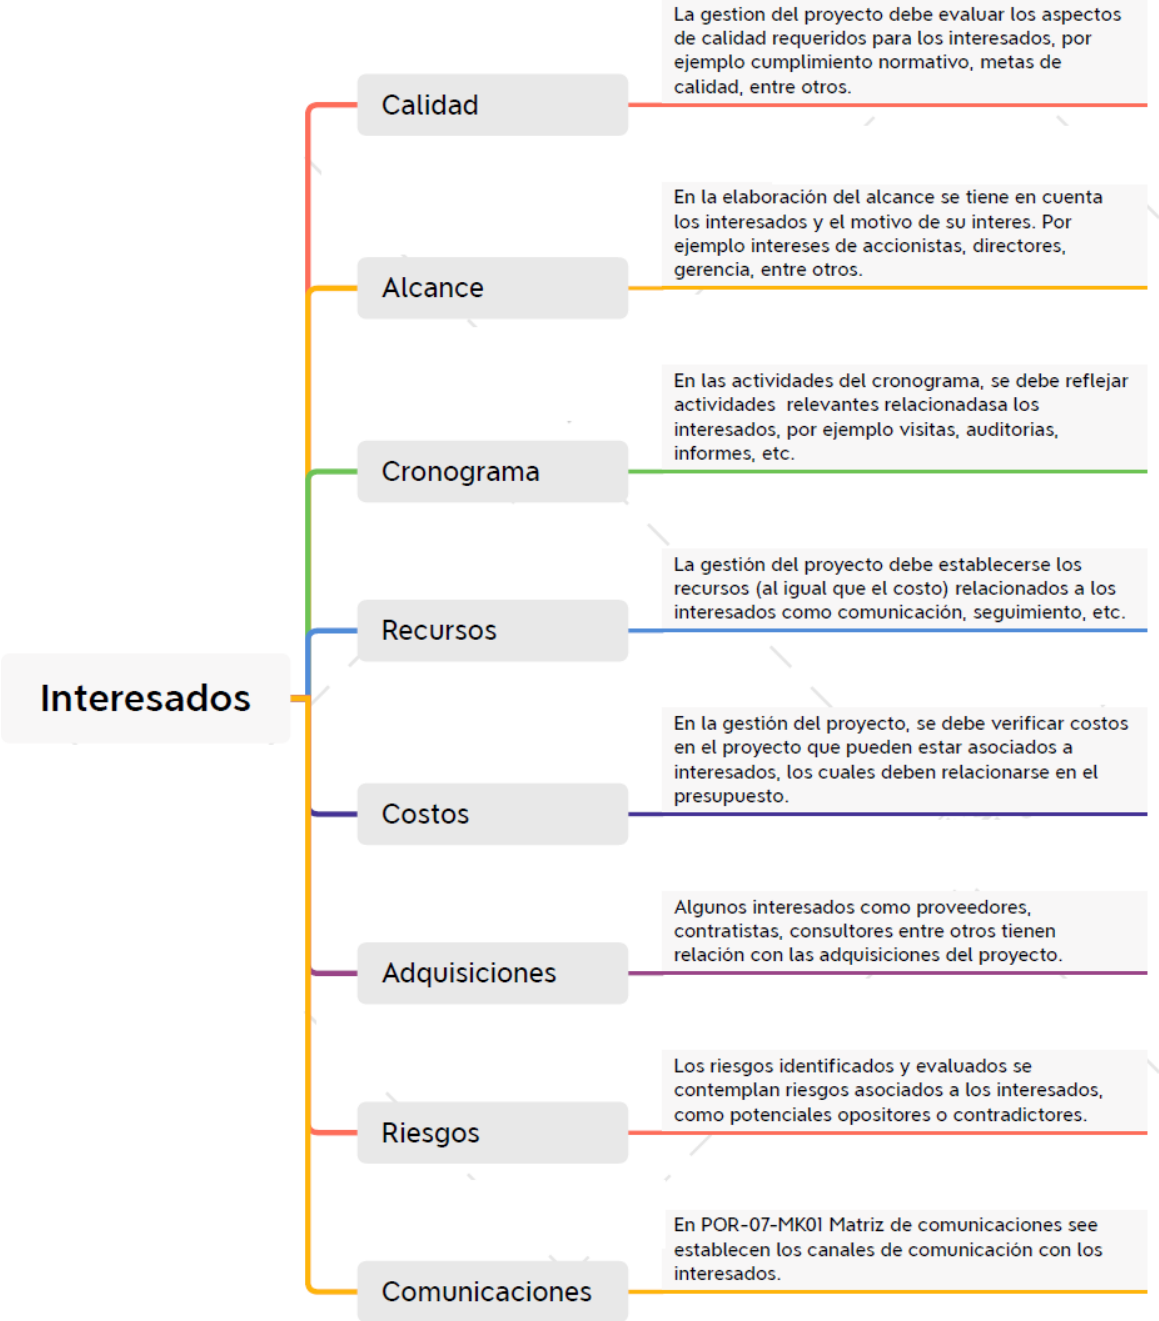 La gestion del proyecto debe evaluar los aspectos
de calidad requeridos para los interesados, por
ejemplo cumplimiento normativo, metas de
calidad, entre otros.
Calidad
En la elaboración del alcance se tiene en cuenta
los interesados y el motivo de su interes. Por
ejemplo intereses de accionistas, directores,
gerencia, entre otros.
Alcance
En las actividades del cronograma, se debe reflejar
actividades  relevantes relacionadasa los
interesados, por ejemplo visitas, auditorias,
informes, etc.
Cronograma
La gestión del proyecto debe establecerse los
recursos (al igual que el costo) relacionados a los
interesados como comunicación, seguimiento, etc.
Recursos
Interesados
En la gestión del proyecto, se debe verificar costos
en el proyecto que pueden estar asociados a
interesados, los cuales deben relacionarse en el
presupuesto.
Costos
Algunos interesados como proveedores,
contratistas, consultores entre otros tienen
relación con las adquisiciones del proyecto.
Adquisiciones
Los riesgos identificados y evaluados se
contemplan riesgos asociados a los interesados,
como potenciales opositores o contradictores.
Riesgos
En POR-07-MK01 Matriz de comunicaciones see
establecen los canales de comunicación con los
interesados.
Comunicaciones